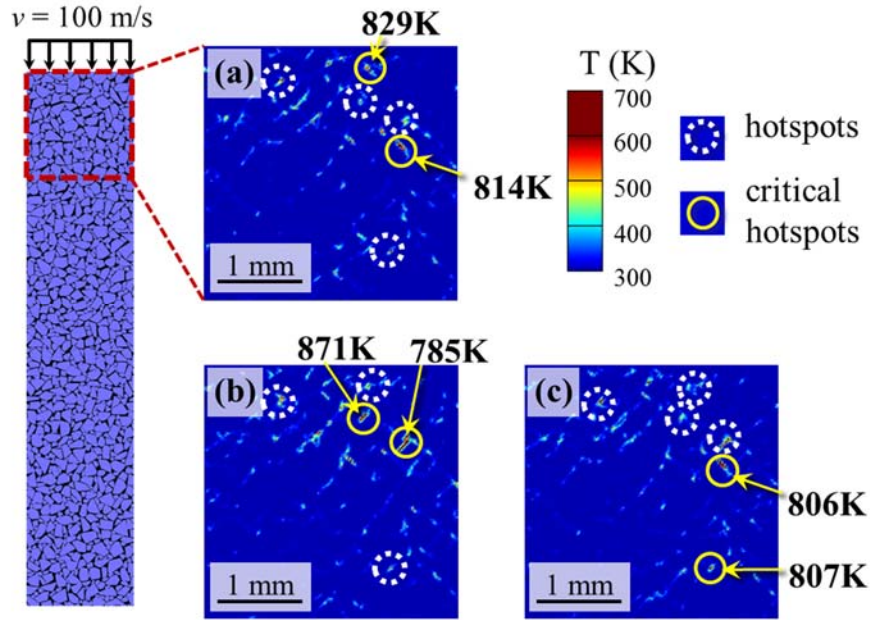 v = 100 m/s
829K
(a)
814K
1 mm
T (K)
700
600
500
400
300
hotspots
critical
hotspots
871K
785K
(b)
1 mm
(c)
806K
807K
1 mm